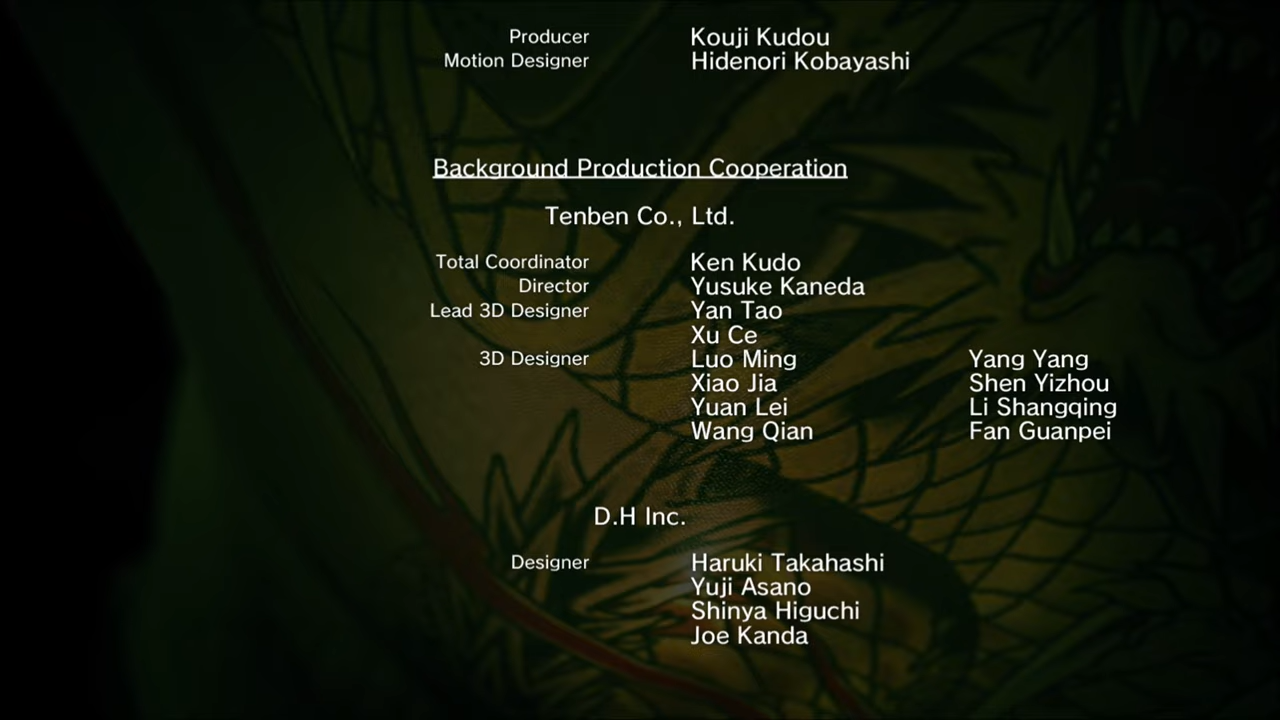 Producer Kouji Kudou
Motion Designer Hidenori Kobayashi
Background Production Cooperation
Tenben Co., Ltd.
Total Coordinator Ken Kudo
Director Yusuke Kaneda
Lead 3D Designer Yan Tao
Xu Ce
3D Designer Luo Ming Yang Yang
Xiao Jia Shen Yizhou
Yuan Lei Li Shangqing
Wang Qian Fan Guanpei
D.H Inc.
Designer Haruki Takahashi
Yuji Asano
Shinya Higuchi
Joe Kanda